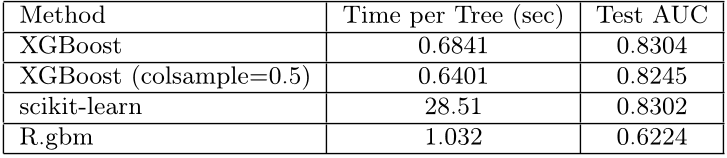 Method Time per Tree (sec) Test AUC
XGBoost 0.6841 0.8304
XGBoost (colsample=0.5) 0.6401 0.8245
scikit-learn 28.51 0.8302
R.gbm 1.032 0.6224